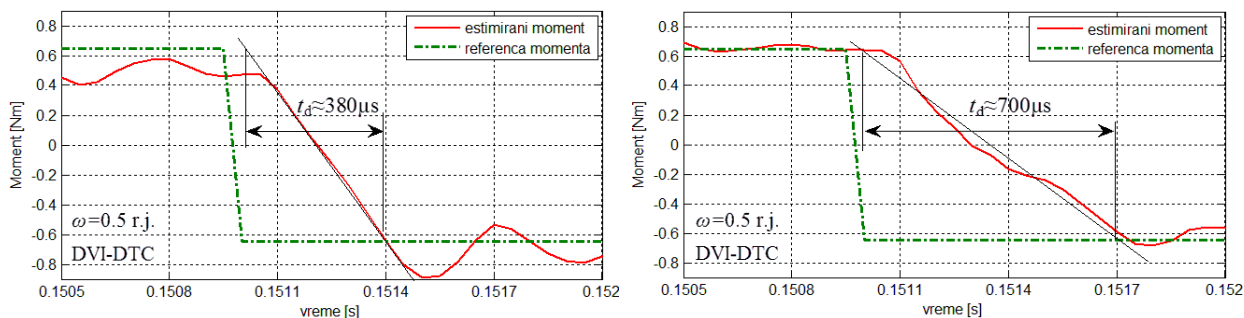 estimirani moment
referenca momenta
Moment [Nm]
0.8
0.6
0.4
0.2
0
-0.2
-0.4
-0.6
-0.8
t_d≈380µs
ω=0.5 r.j.
DVI-DTC
0.1505 0.1508 0.1511 0.1514 0.1517 0.152
vreme [s]
estimirani moment
referenca momenta
Moment [Nm]
0.8
0.6
0.4
0.2
0
-0.2
-0.4
-0.6
-0.8
t_d≈700µs
ω=0.5 r.j.
DVI-DTC
0.1505 0.1508 0.1511 0.1514 0.1517 0.152
vreme [s]